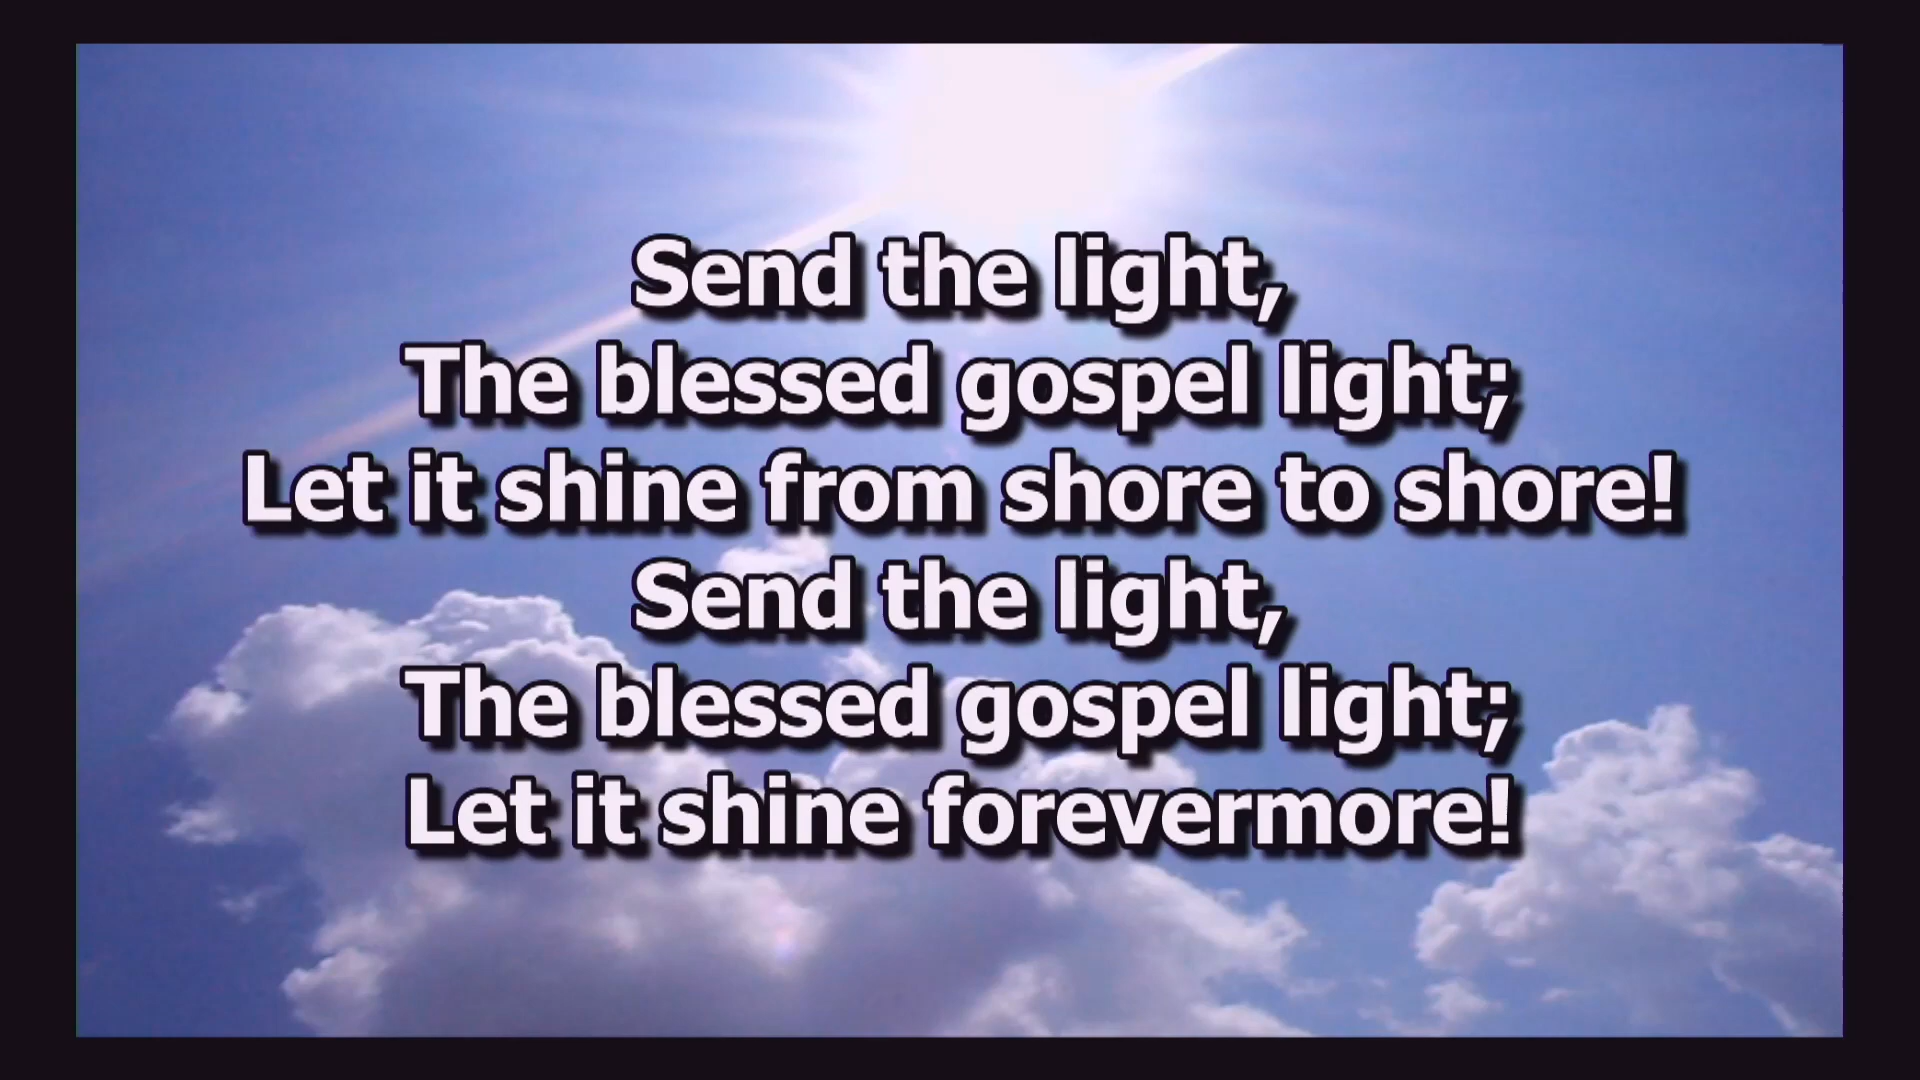 Send the light,
The blessed gospel light;
Let it shine from shore to shore!
Send the light,
The blessed gospel light;
Let it shine forevermore!